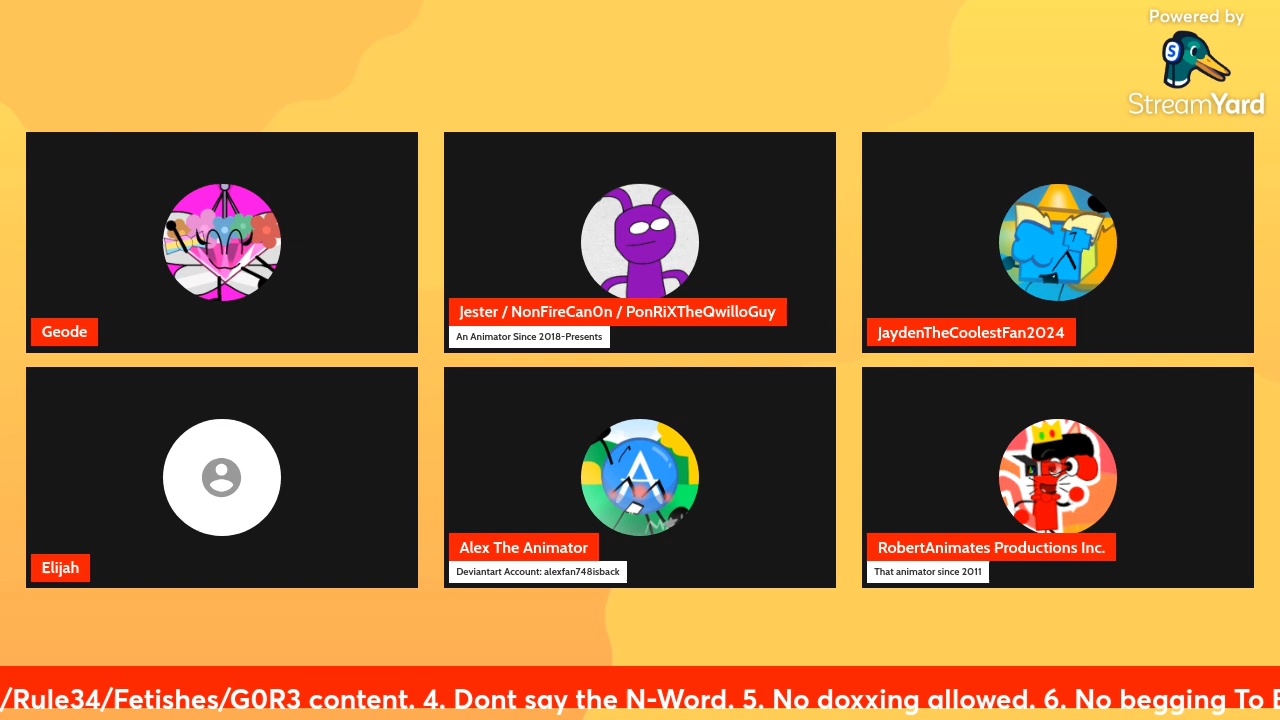 Powered by
StreamYard
Geode
Jester / NonFireCan0n / PonRiXTheQwilloGuy
An Animator Since 2018-Presents
JaydenTheCoolestFan2024
Elijah
Alex The Animator
Deviantart Account: alexfan748isback
RobertAnimates Productions Inc.
That animator since 2011
/Rule34/Fetishes/G0R3 content. 4. Dont say the N-Word. 5. No doxxing allowed. 6. No begging To